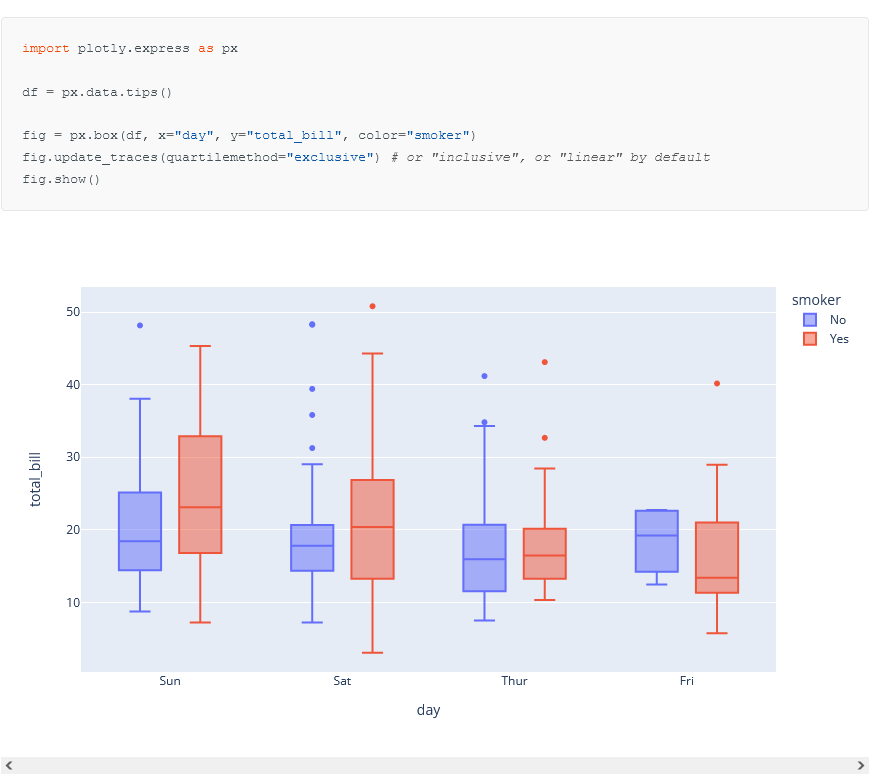 import plotly.express as px
df = px.data.tips()
fig = px.box(df, x="day", y="total_bill", color="smoker")
fig.update_traces(quartilemethod="exclusive") # or "inclusive", or "linear" by default
fig.show()
smoker
No
Yes
50
40
30
20
10
total_bill
Sun Sat Thur Fri
day